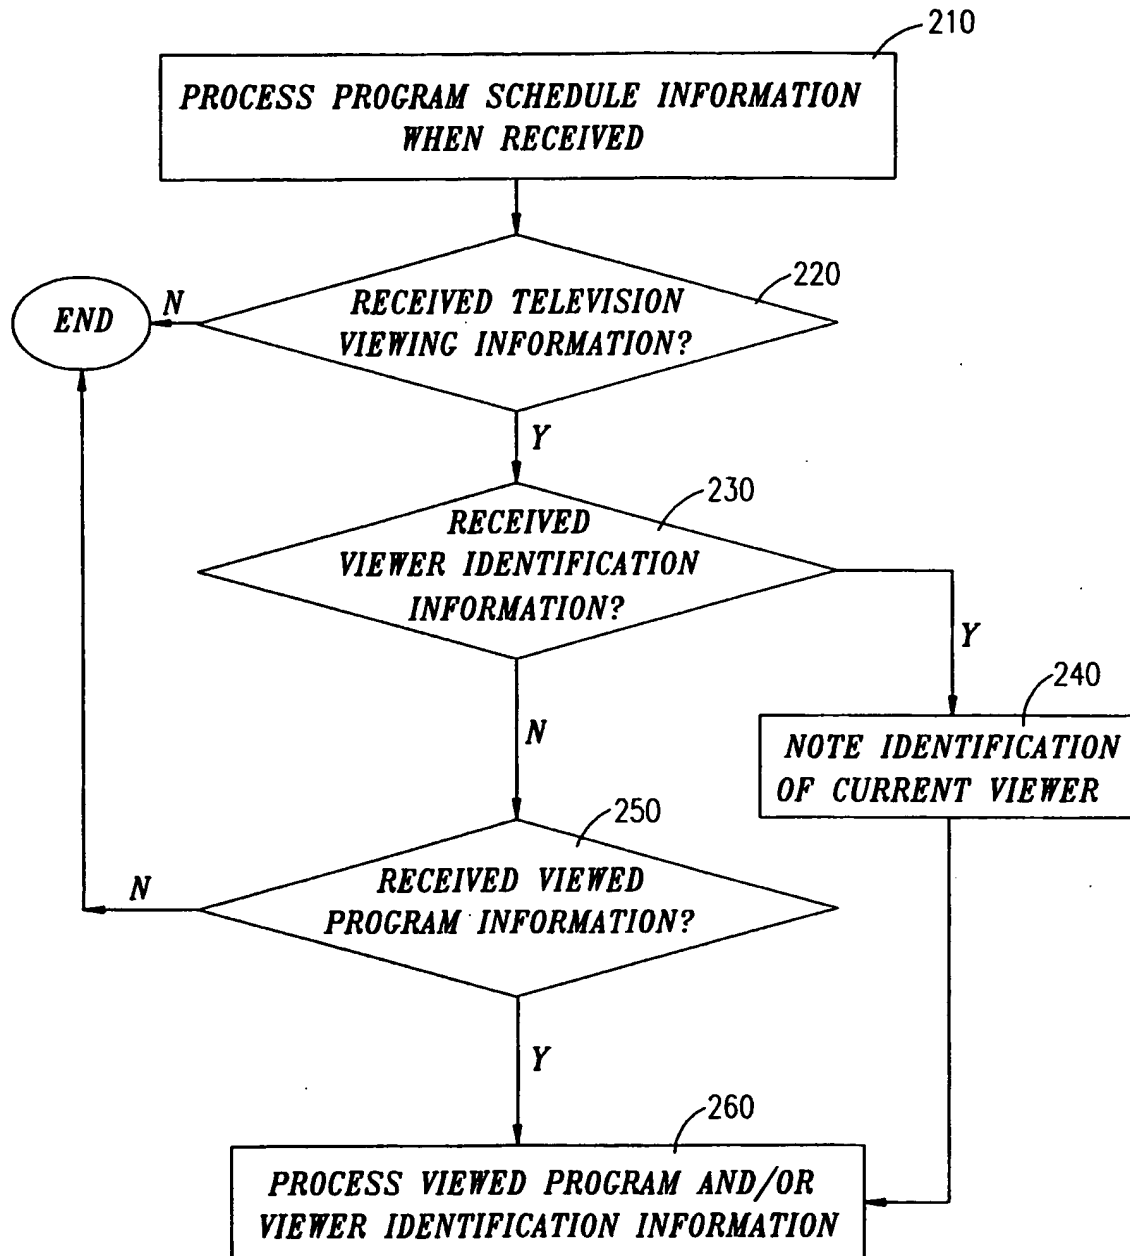 210
PROCESS PROGRAM SCHEDULE INFORMATION
WHEN RECEIVED
220
END
N
RECEIVED TELEVISION
VIEWING INFORMATION?
Y
230
RECEIVED
VIEWER IDENTIFICATION
INFORMATION?
Y
240
N
NOTE IDENTIFICATION
OF CURRENT VIEWER
250
N
RECEIVED VIEWED
PROGRAM INFORMATION?
Y
260
PROCESS VIEWED PROGRAM AND/OR
VIEWER IDENTIFICATION INFORMATION